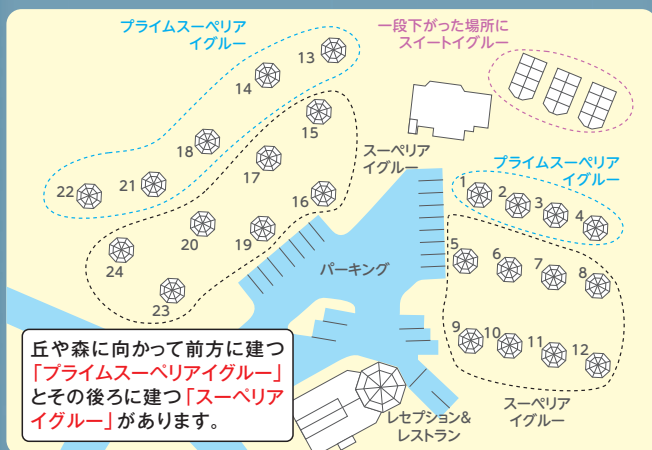 プライムスーペリア
イグルー
一段下がった場所に
スイートイグルー
13
14
15
スーペリア
イグルー
18
17
プライムスーペリア
イグルー
22
21
16
1
2
3
4
20
19
24
23
パーキング
5
6
7
8
9
10
11
12
丘や森に向かって前方に建つ
「プライムスーペリアイグルー」
とその後ろに建つ「スーペリア
イグルー」があります。
レセプション&
レストラン
スーペリア
イグルー